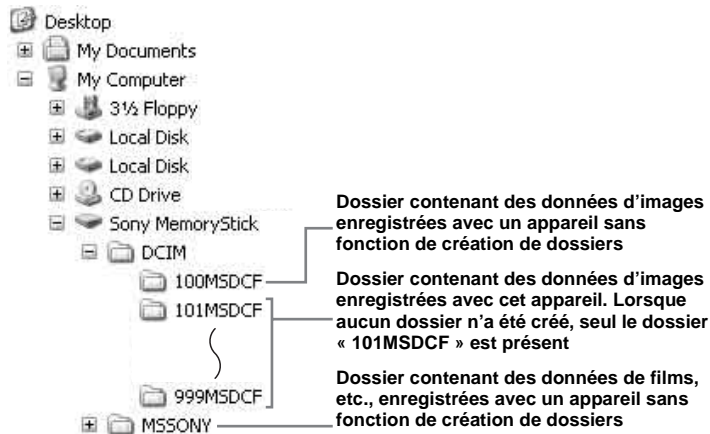 Desktop
My Documents
My Computer
3½ Floppy
Local Disk
Local Disk
CD Drive
Sony MemoryStick
DCIM
100MSDCF
101MSDCF
999MSDCF
MSSONY
Dossier contenant des données d’images
enregistrées avec un appareil sans
fonction de création de dossiers
Dossier contenant des données d’images
enregistrées avec cet appareil. Lorsque
aucun dossier n’a été créé, seul le dossier
« 101MSDCF » est présent
Dossier contenant des données de films,
etc., enregistrées avec un appareil sans
fonction de création de dossiers